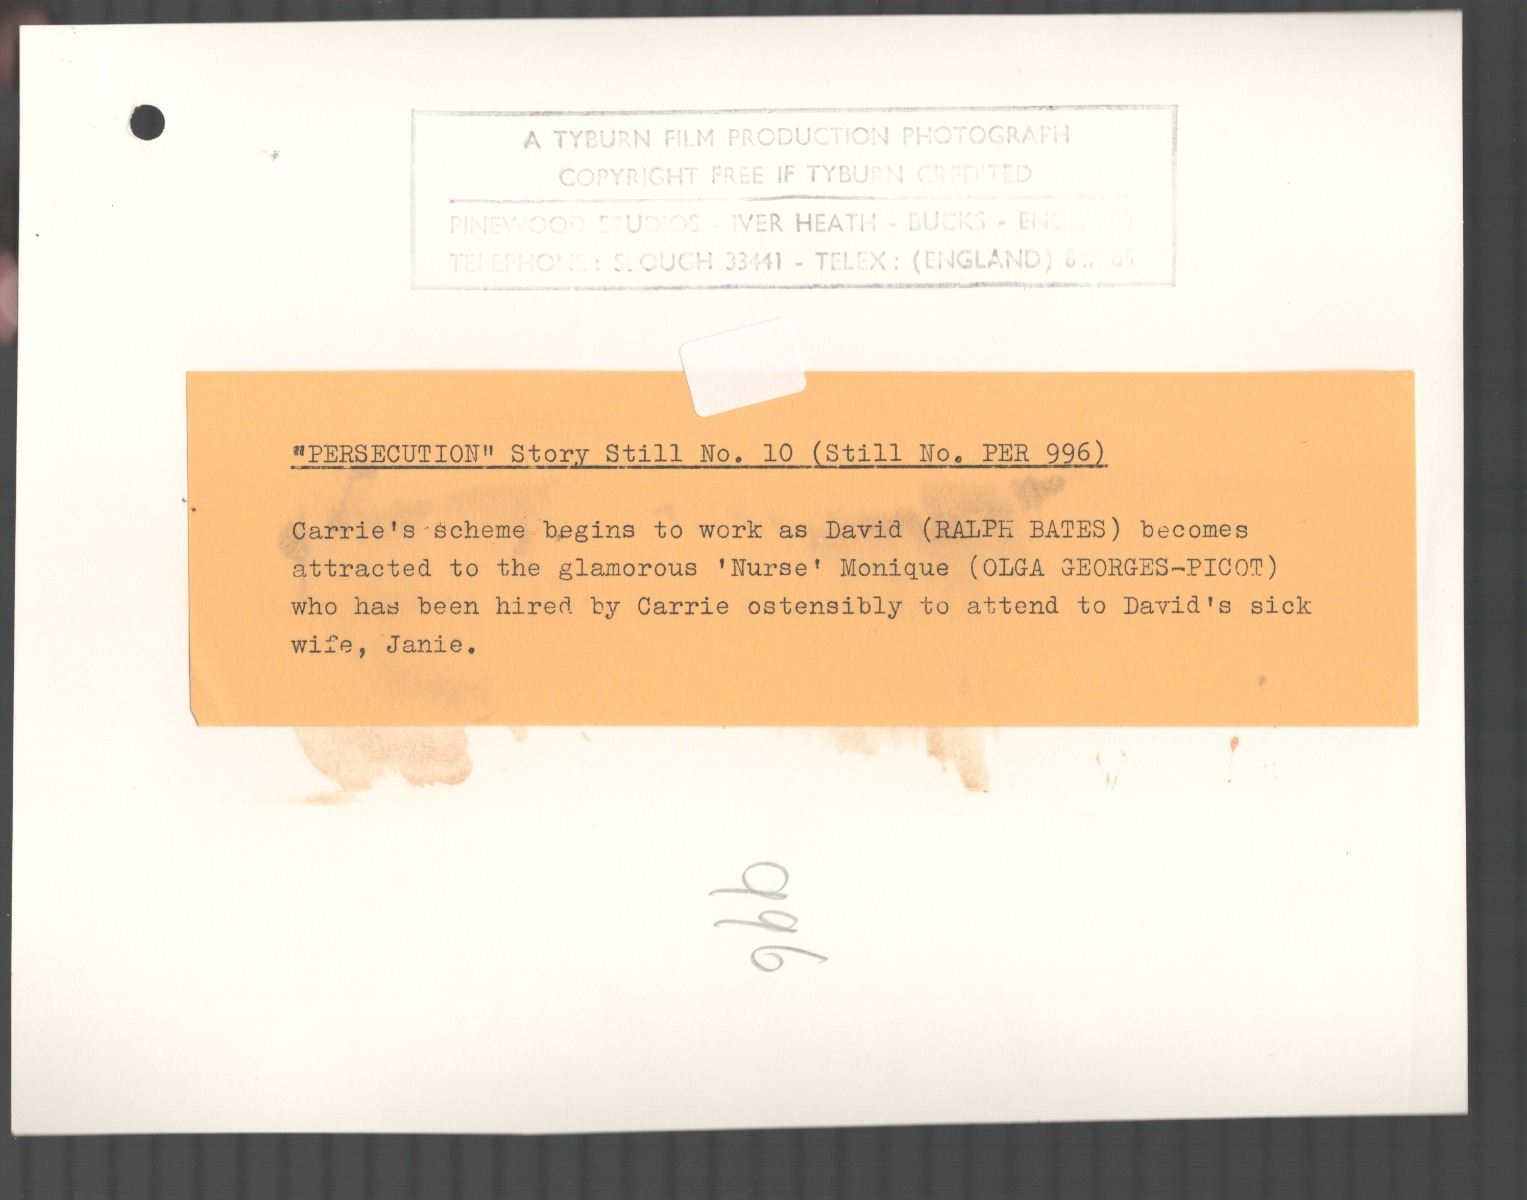 A TYBURN FILM PRODUCTION PHOTOGRAPH
COPYRIGHT FREE IF TYBURN CREDITED
PINEWOOD STUDIOS - IVER HEATH - BUCKS - ENGLAND
TELEPHONE: SLOUGH 33441 - TELEX: (ENGLAND)
"PERSECUTION" Story Still No. 10 (Still No. PER 996)
Carrie's scheme begins to work as David (RALPH BATES) becomes
attracted to the glamorous 'Nurse' Monique (OLGA GEORGES-PICOT)
who has been hired by Carrie ostensibly to attend to David's sick
wife, Janie.
996